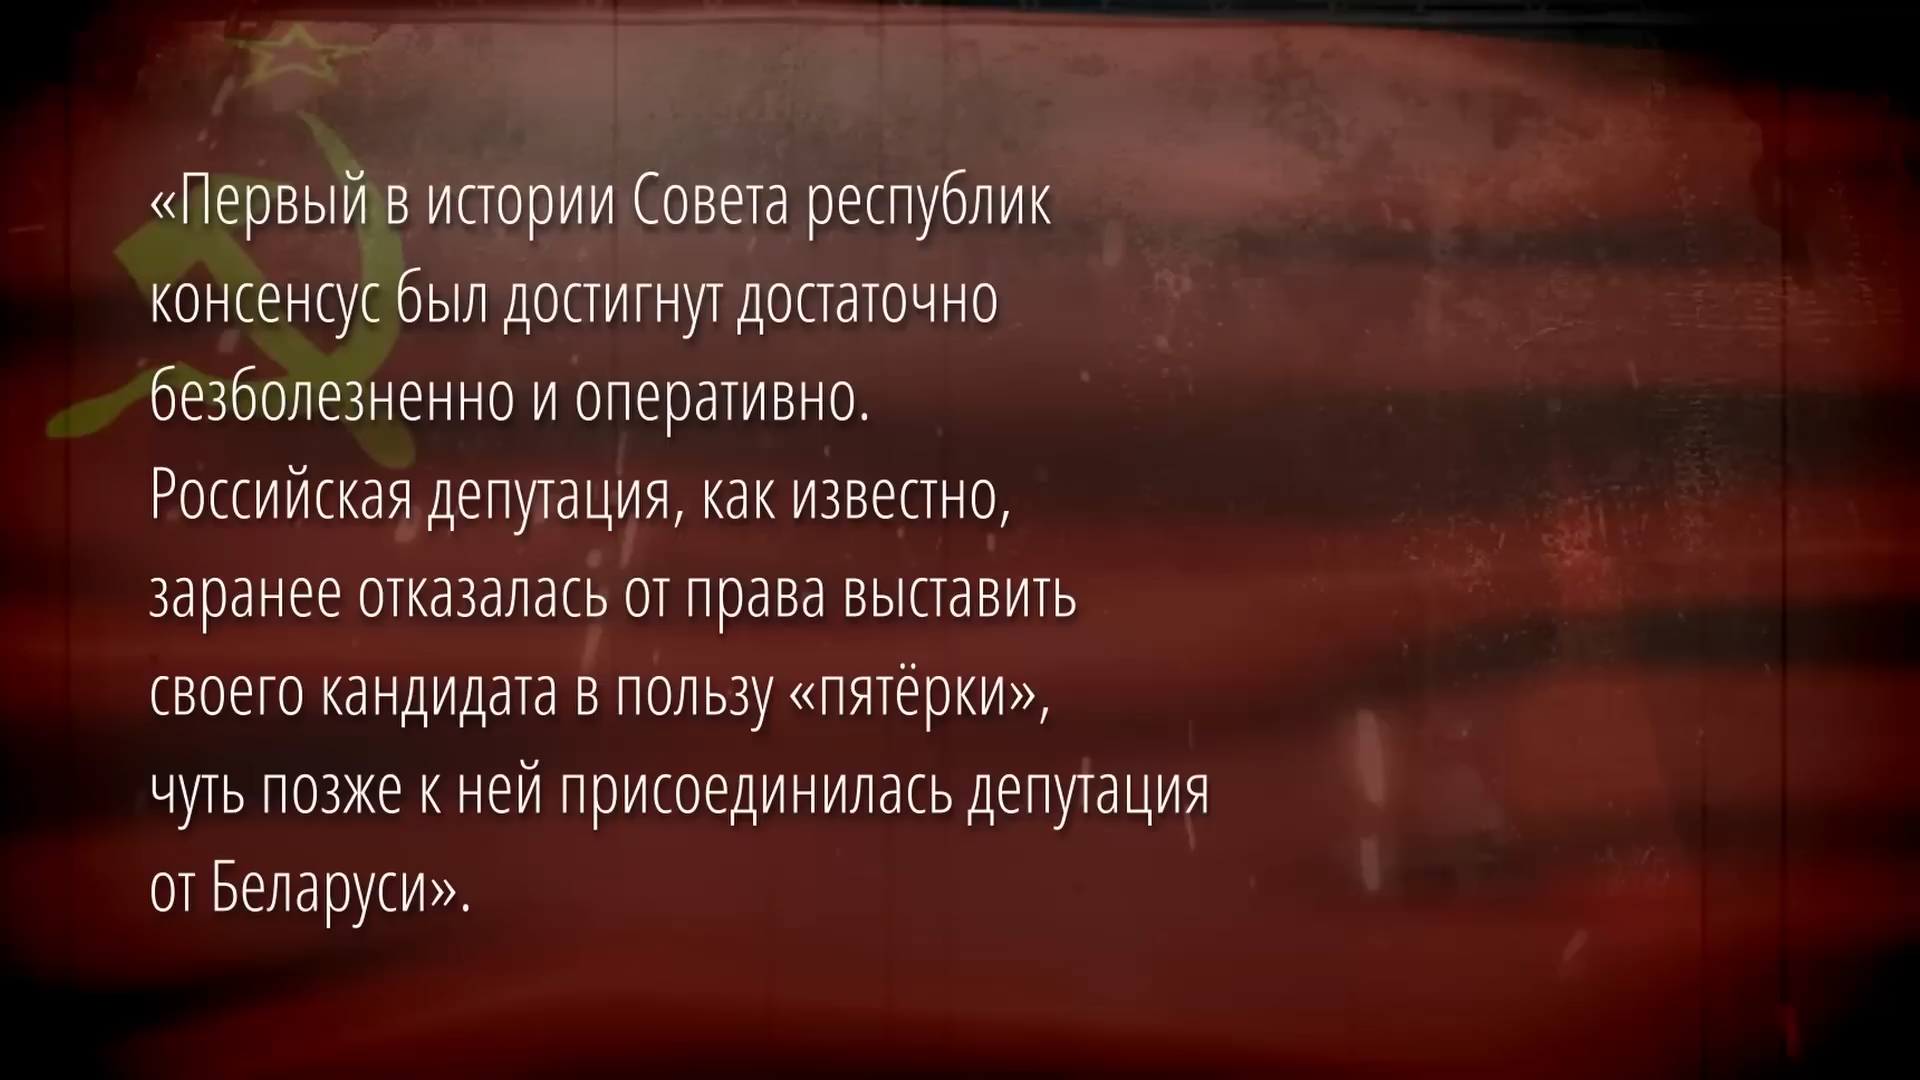 «Первый в истории Совета республик
консенсус был достигнут достаточно
безболезненно и оперативно.
Российская депутация, как известно,
заранее отказалась от права выставить
своего кандидата в пользу «пятёрки»,
чуть позже к ней присоединилась депутация
от Беларуси».